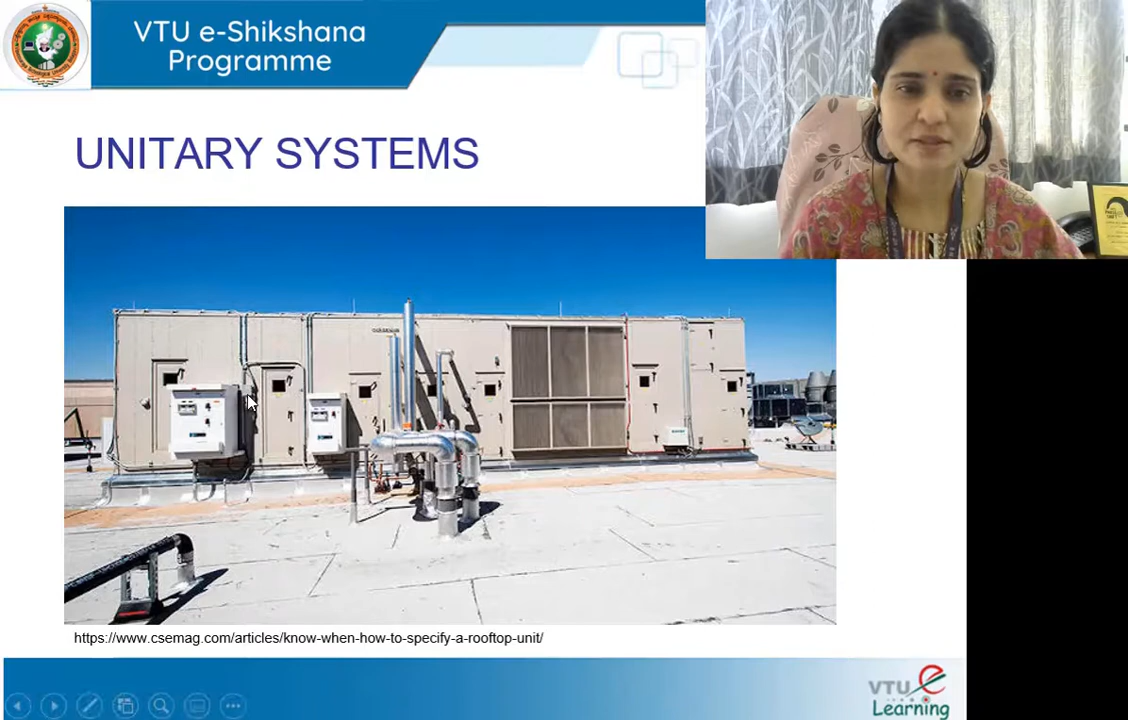 VTU e-Shikshana
Programme
UNITARY SYSTEMS
https://www.csemag.com/articles/know-when-how-to-specify-a-rooftop-unit/
VTU e
Learning